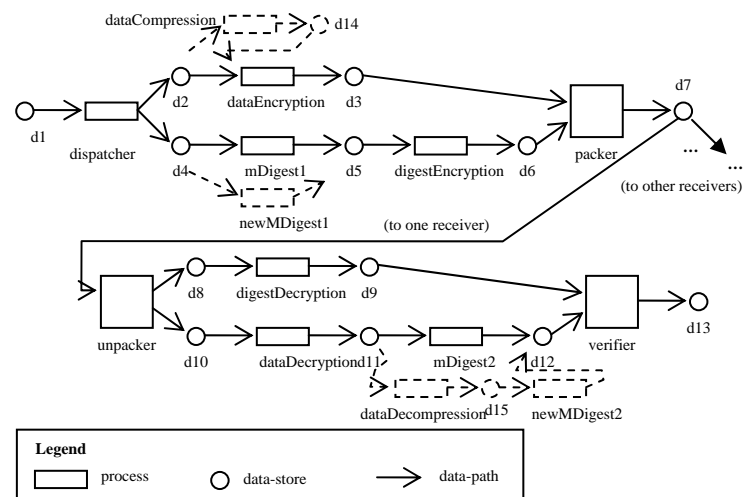 dataCompression
d14
d2
dataEncryption
d3
d7
d1
dispatcher
d4
mDigest1
d5
digestEncryption
d6
packer
...
...
(to other receivers)
newMDigest1
(to one receiver)
d8
digestDecryption
d9
unpacker
d10
dataDecryption
d11
mDigest2
d12
verifier
d13
dataDecompression
d15
newMDigest2
Legend
process
data-store
data-path